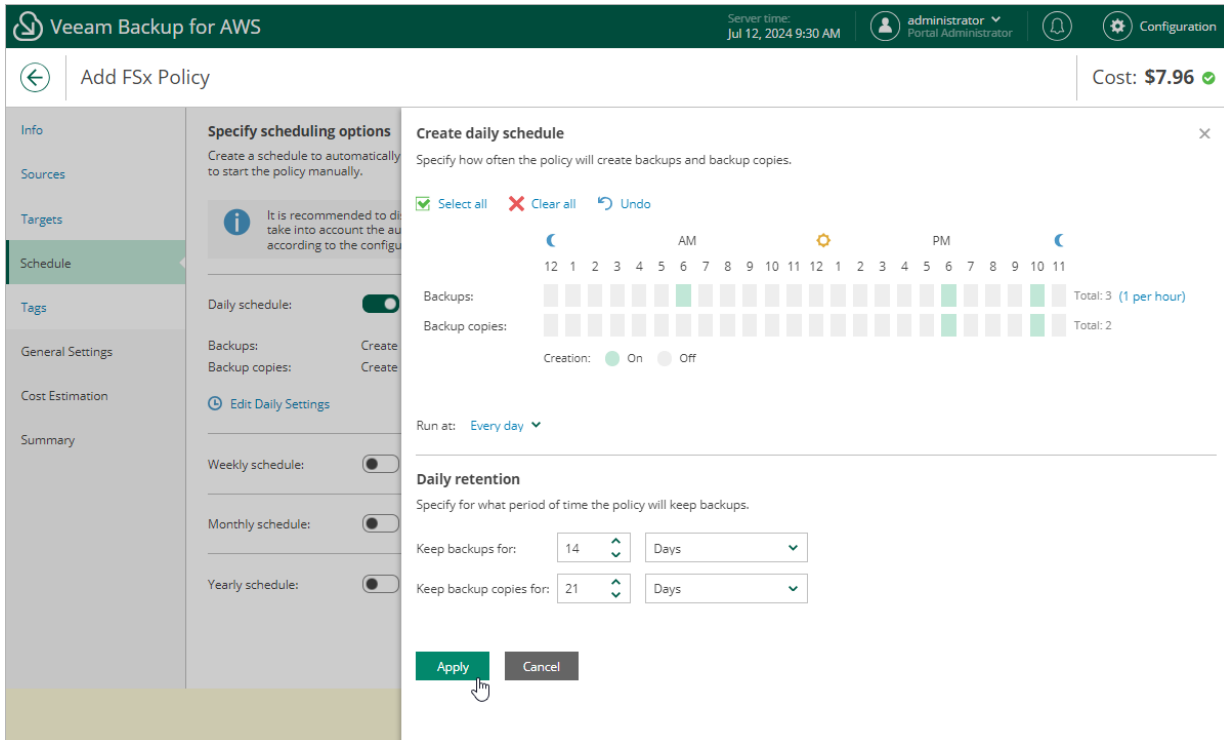 Veeam Backup for AWS
Server time:
Jul 12, 2024 9:30 AM
administrator
Portal Administrator
Configuration
Add FSx Policy
Cost: $7.96
Info
Sources
Targets
Schedule
Tags
General Settings
Cost Estimation
Summary
Specify scheduling options
Create a schedule to automatically
to start the policy manually.
It is recommended to di
take into account the au
according to the configu
Daily schedule:
Backups: Create
Backup copies: Create
Edit Daily Settings
Weekly schedule:
Monthly schedule:
Yearly schedule:
Create daily schedule
Specify how often the policy will create backups and backup copies.
Select all Clear all Undo
AM PM
12 1 2 3 4 5 6 7 8 9 10 11 12 1 2 3 4 5 6 7 8 9 10 11
Backups: Total: 3 (1 per hour)
Backup copies: Total: 2
Creation: On Off
Run at: Every day
Daily retention
Specify for what period of time the policy will keep backups.
Keep backups for: 14 Days
Keep backup copies for: 21 Days
Apply Cancel